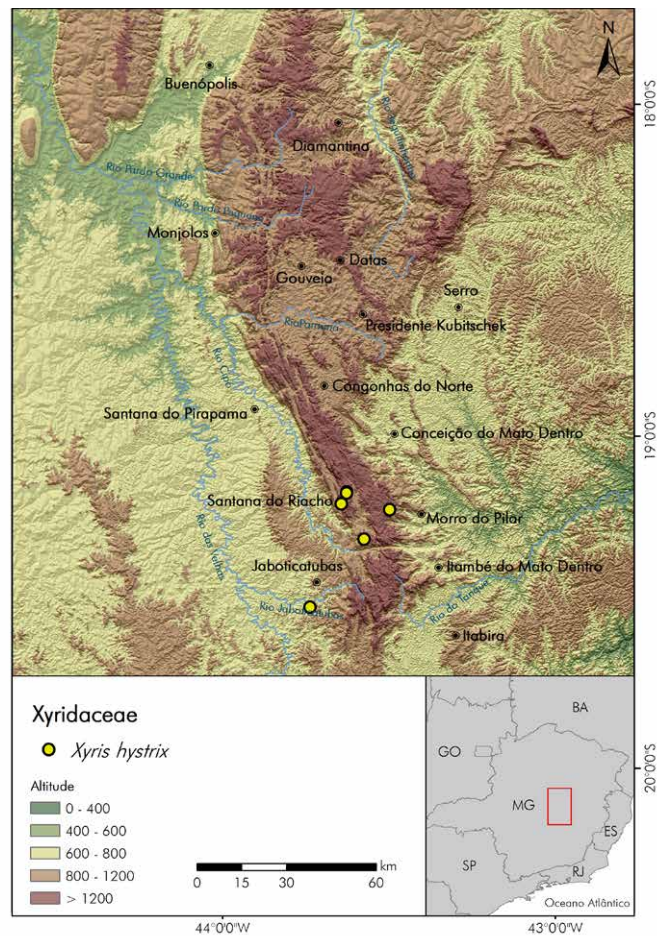 N
Buenópolis
Rio Jequitinhonha
18°0'0"S
Diamantina
Rio Pardo Grande
Rio Pardo Pequeno
Monjolos
Datas
Gouveia
Serro
Rio Paraúna
Presidente Kubitschek
Rio Cipó
Congonhas do Norte
Santana do Pirapama
Conceição do Mato Dentro
19°0'0"S
Santana do Riacho
Morro do Pilar
Rio das Velhas
Jaboticatubas
Itambé do Mato Dentro
Rio Jaboticatubas
Rio do Tanque
Itabira
Xyridaceae
Xyris hystrix
Altitude
0 - 400
400 - 600
600 - 800
800 - 1200
> 1200
km
0 15 30 60
BA
GO
MG
ES
SP
RJ
Oceano Atlântico
20°0'0"S
44°0'0"W
43°0'0"W